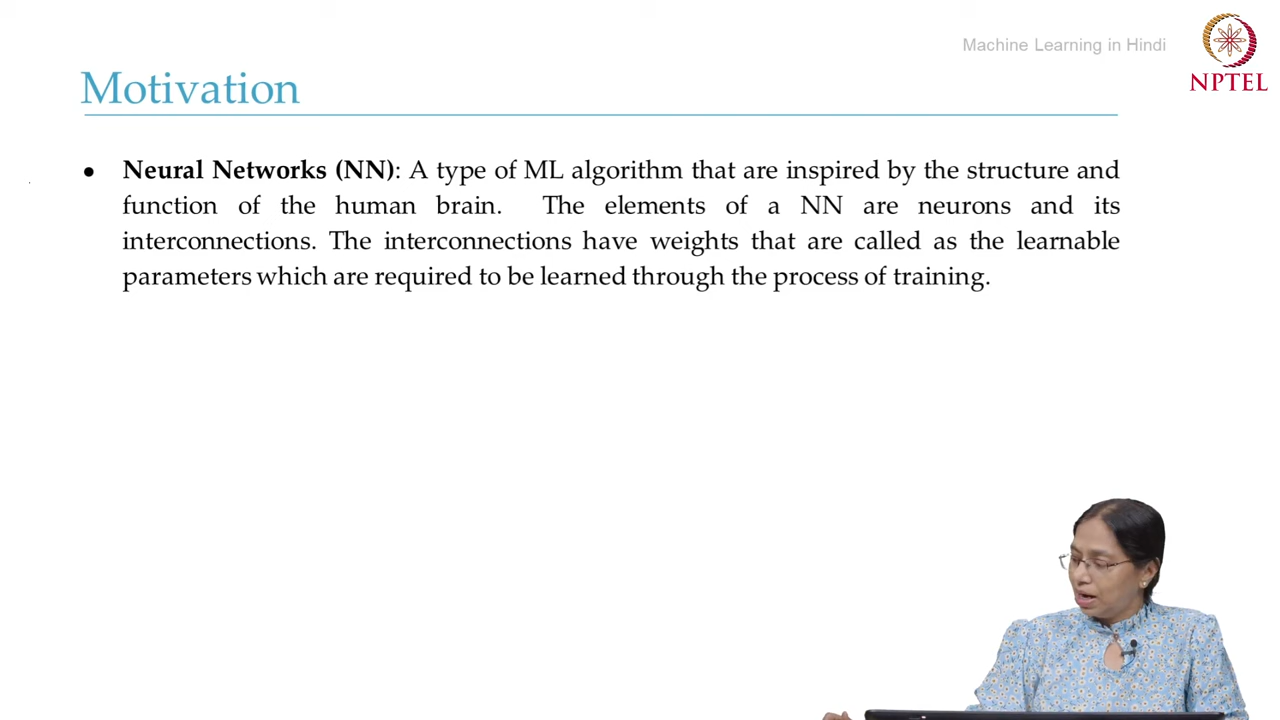 Machine Learning in Hindi
NPTEL
Motivation
● Neural Networks (NN): A type of ML algorithm that are inspired by the structure and
function of the human brain. The elements of a NN are neurons and its
interconnections. The interconnections have weights that are called as the learnable
parameters which are required to be learned through the process of training.